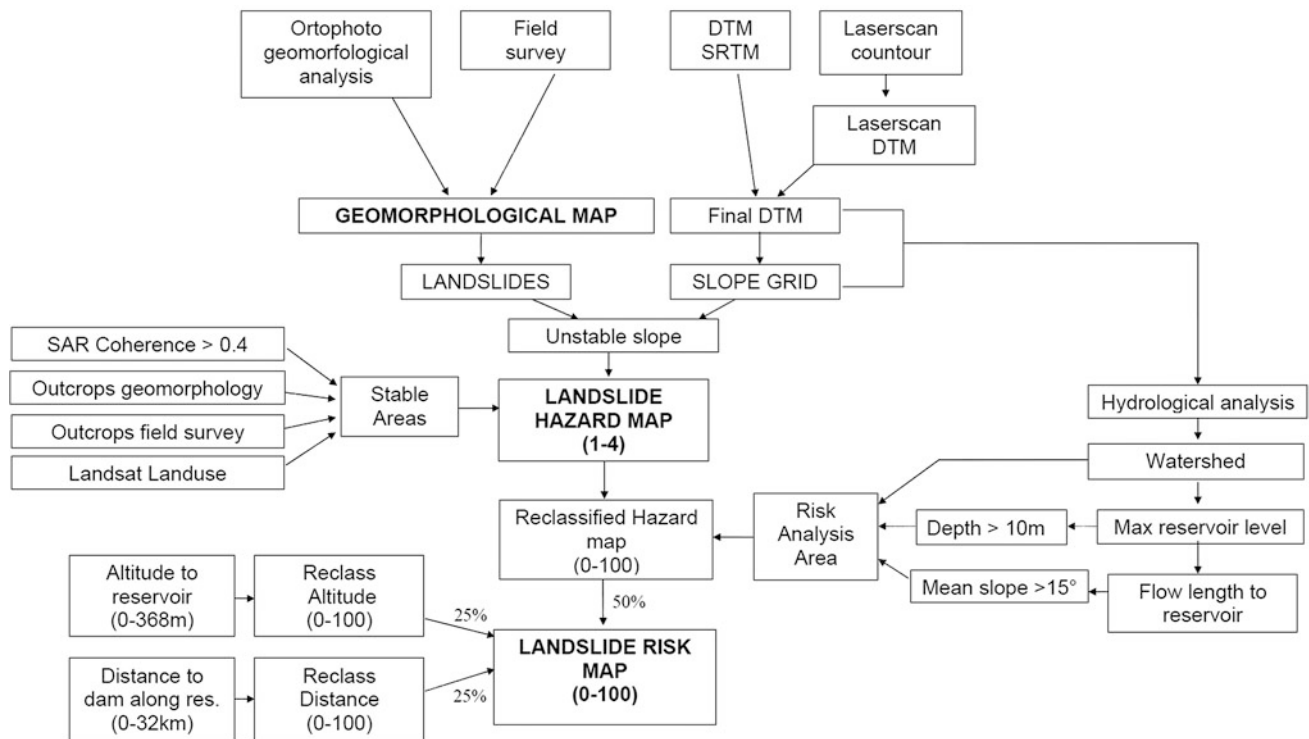 Ortophoto
geomorfological
analysis
Field
survey
DTM
SRTM
Laserscan
countour
Laserscan
DTM
GEOMORPHOLOGICAL MAP
Final DTM
LANDSLIDES
SLOPE GRID
Unstable slope
SAR Coherence > 0.4
Outcrops geomorphology
Outcrops field survey
Landsat Landuse
Stable
Areas
LANDSLIDE
HAZARD MAP
(1-4)
Hydrological analysis
Watershed
Reclassified Hazard
map
(0-100)
Risk
Analysis
Area
Depth > 10m
Max reservoir level
Mean slope >15°
Flow length to
reservoir
Altitude to
reservoir
(0-368m)
Reclass
Altitude
(0-100)
25%
50%
LANDSLIDE RISK
MAP
(0-100)
Distance to
dam along res.
(0-32km)
Reclass
Distance
(0-100)
25%